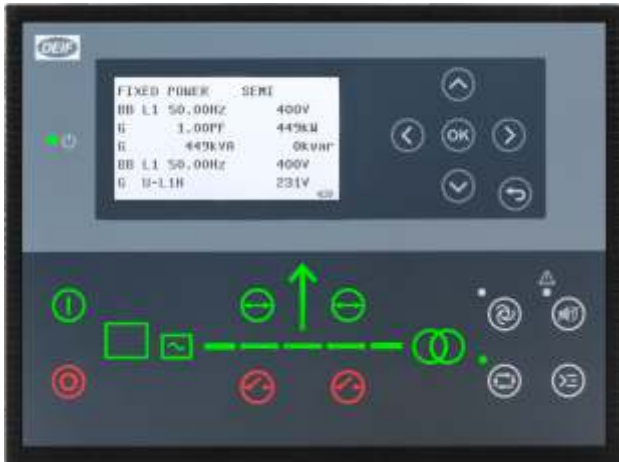 DEIF
FIXED POWER SEMI
BB L1 50.00Hz 400V
G 1.00PF 449kW
G 449kVA 0kvar
BB L1 50.00Hz 400V
G U-L1N 231V
OK